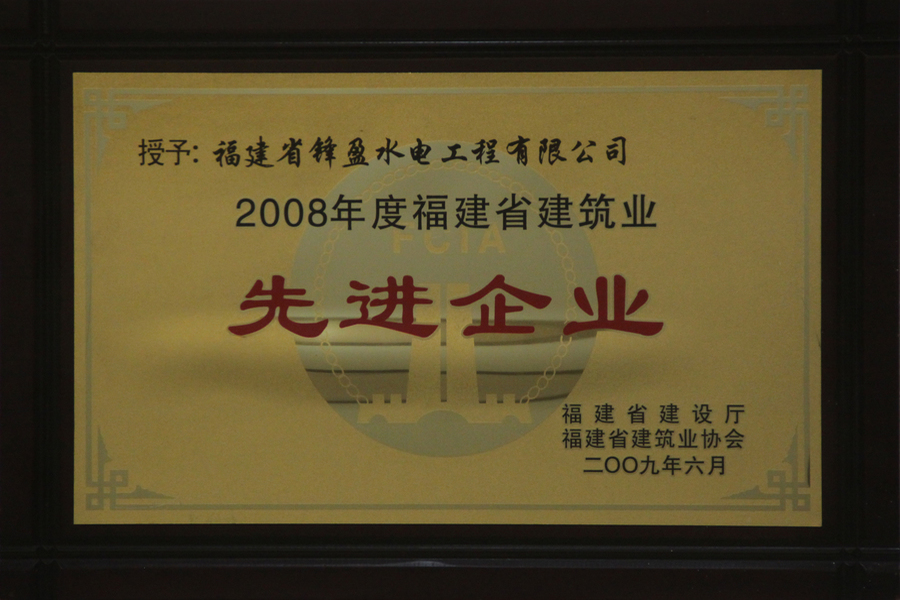 授予：福建省锋盈水电工程有限公司
2008年度福建省建筑业
FCIA
先进企业
福建省建设厅
福建省建筑业协会
二〇〇九年六月